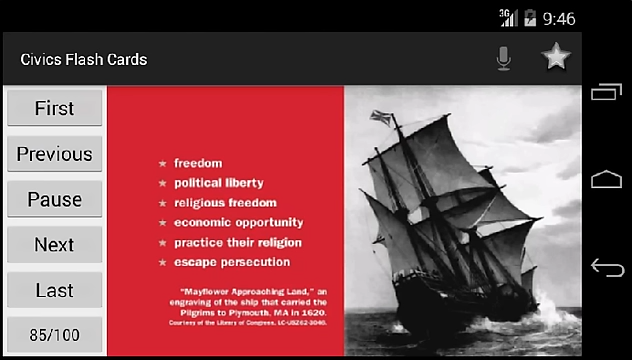 3G 9:46
Civics Flash Cards
First
Previous
Pause
Next
Last
85/100
★ freedom
★ political liberty
★ religious freedom
★ economic opportunity
★ practice their religion
★ escape persecution
"Mayflower Approaching Land," an
engraving of the ship that carried the
Pilgrims to Plymouth, MA in 1620.
Courtesy of the Library of Congress, LC-USZ62-3046.